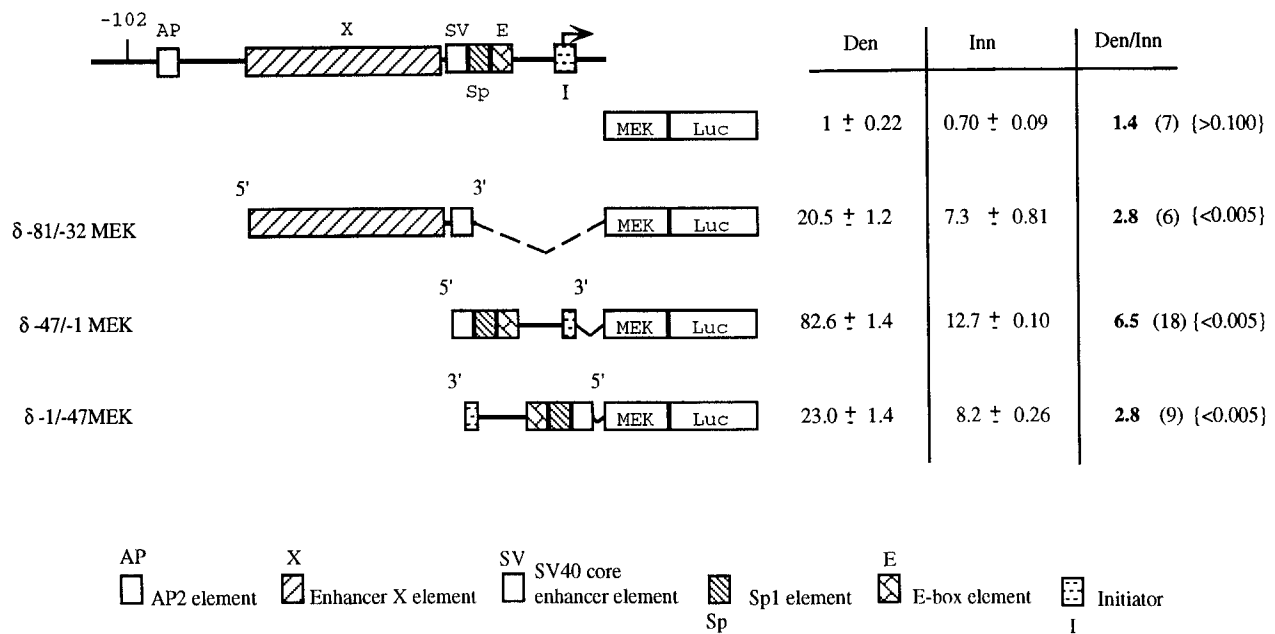 -102
AP
X
SV
E
Sp
I
Den
Inn
Den/Inn
MEK Luc 1 ± 0.22 0.70 ± 0.09 1.4 (7) {>0.100}
5' 3'
δ -81/-32 MEK MEK Luc 20.5 ± 1.2 7.3 ± 0.81 2.8 (6) {<0.005}
5' 3'
δ -47/-1 MEK MEK Luc 82.6 ± 1.4 12.7 ± 0.10 6.5 (18) {<0.005}
3' 5'
δ -1/-47MEK MEK Luc 23.0 ± 1.4 8.2 ± 0.26 2.8 (9) {<0.005}
AP
AP2 element
X
Enhancer X element
SV
SV40 core
enhancer element
Sp1 element
Sp
E
E-box element
Initiator
I